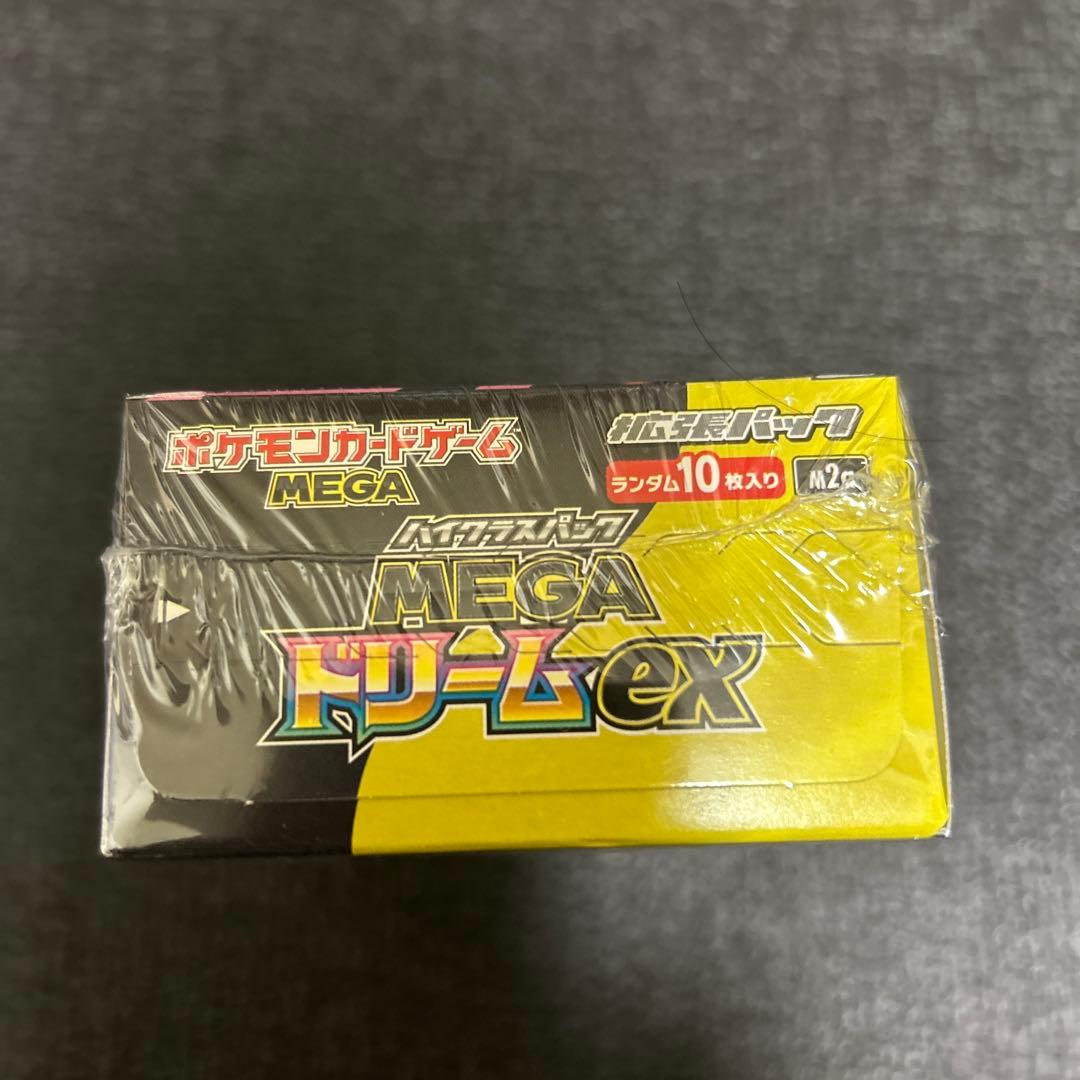 ポケモンカードゲーム
MEGA
拡張パック
ランダム10枚入り
M2a
ハイクラスパック
MEGA
ドリームex